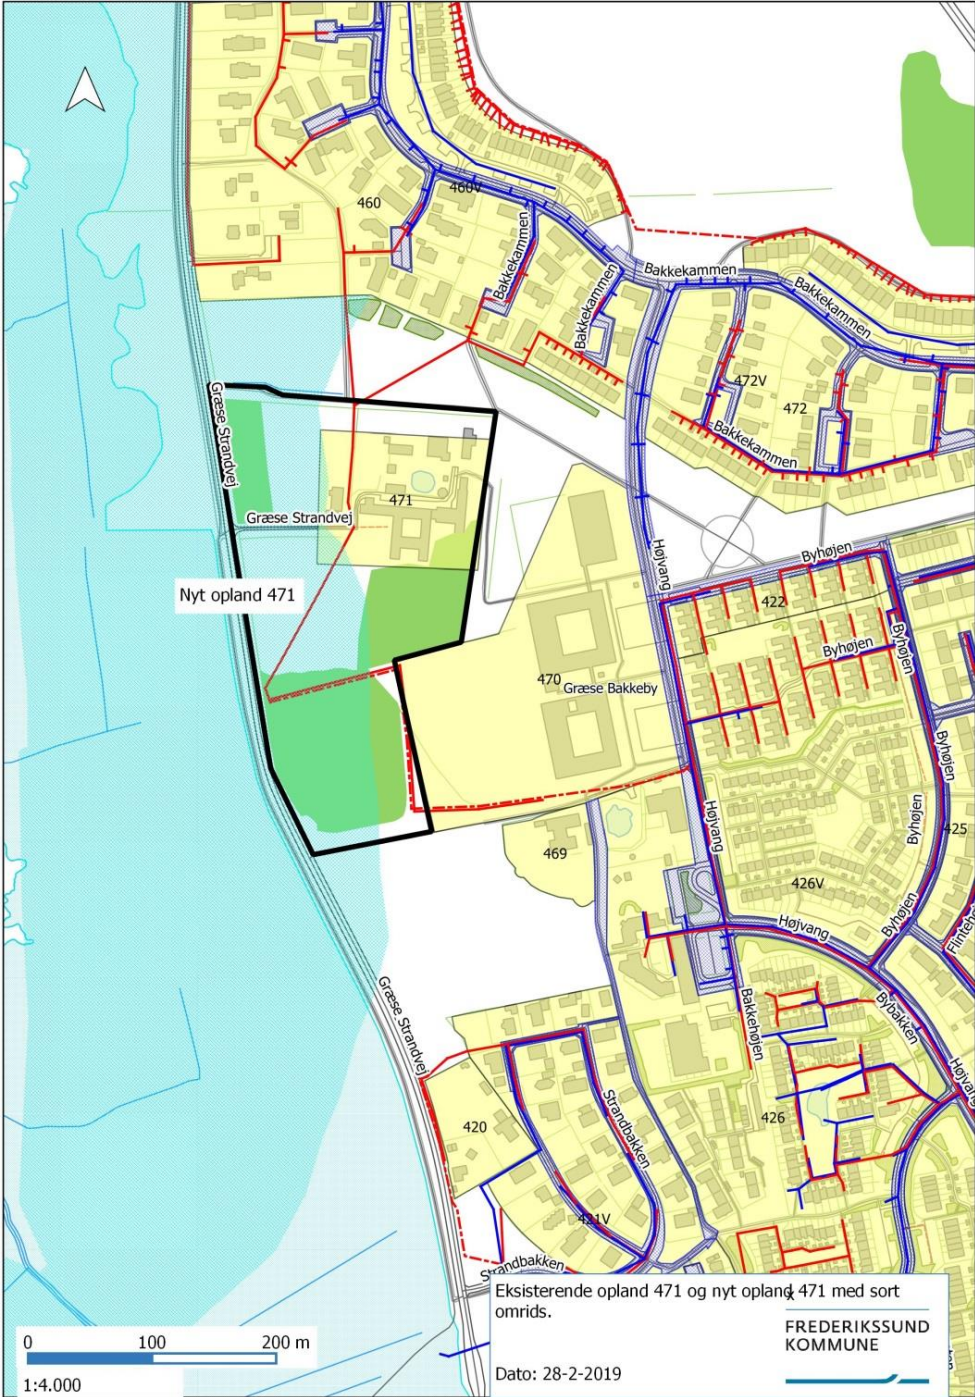 460V
460
Bakkekammen
Bakkekammen
Bakkekammen
Bakkekammen
472V
472
Bakkekammen
Græse Strandvej
471
Græse Strandvej
Højvang
Byhøjen
422
Byhøjen
Byhøjen
Nyt opland 471
470
Græse Bakkeby
Byhøjen
Højvang
Byhøjen
425
469
426V
Højvang
Byhøjen
Græse Strandvej
Bakkehøjen
Bybakken
Højvang
420
Strandbakken
426
421V
Strandbakken
Eksisterende opland 471 og nyt opland 471 med sort
omrids.
FREDERIKSSUND
KOMMUNE
Dato: 28-2-2019
0 100 200 m
1:4.000